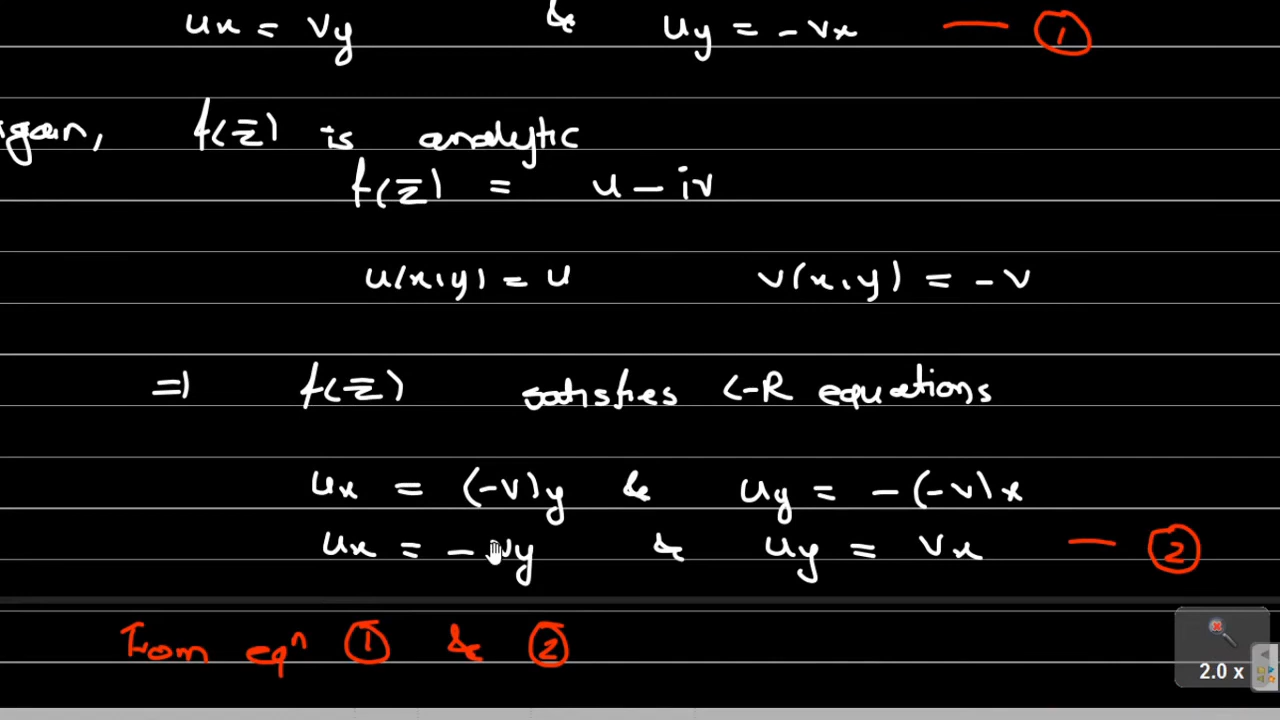 ux = vy & uy = - vx — ①
gain, f(z̅) is analytic
f(z̅) = u - iv
u(x,y) = u v(x,y) = - v
⇒ f(z̅) satisfies C-R equations
ux = (-v)y & uy = - (-v)x
ux = - vy & uy = vx — ②
From eqⁿ ① & ②
2.0 x